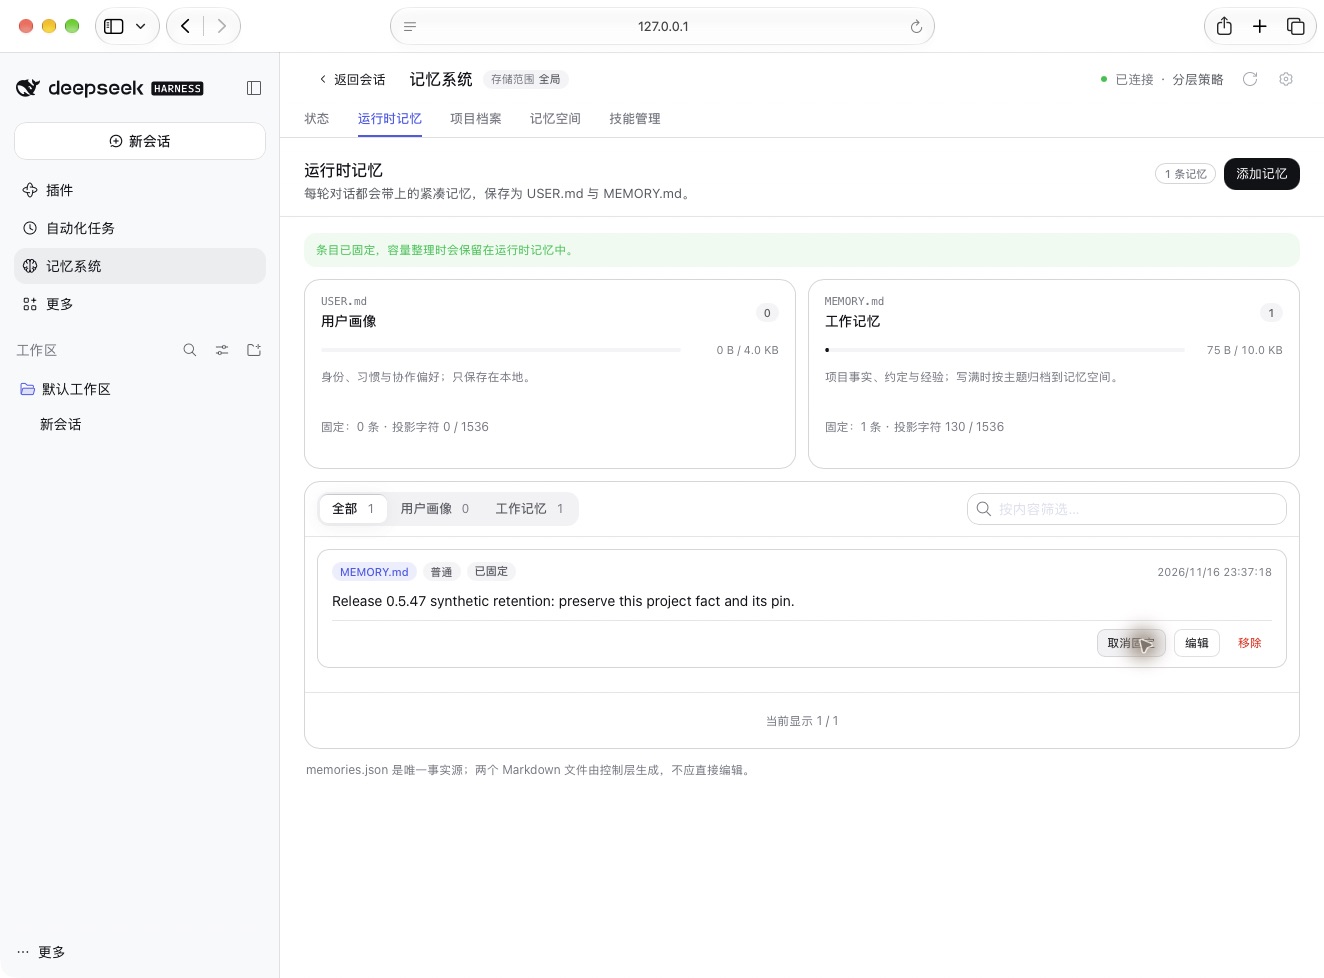 127.0.0.1
deepseek HARNESS
新会话
插件
自动化任务
记忆系统
更多
工作区
默认工作区
新会话
更多
返回会话 记忆系统 存储范围 全局
已连接 · 分层策略
状态 运行时记忆 项目档案 记忆空间 技能管理
运行时记忆
每轮对话都会带上的紧凑记忆，保存为 USER.md 与 MEMORY.md。
1 条记忆 添加记忆
条目已固定，容量整理时会保留在运行时记忆中。
USER.md
用户画像
0
0 B / 4.0 KB
身份、习惯与协作偏好；只保存在本地。
固定：0 条 · 投影字符 0 / 1536
MEMORY.md
工作记忆
1
75 B / 10.0 KB
项目事实、约定与经验；写满时按主题归档到记忆空间。
固定：1 条 · 投影字符 130 / 1536
全部 1 用户画像 0 工作记忆 1
按内容筛选...
MEMORY.md 普通 已固定
2026/11/16 23:37:18
Release 0.5.47 synthetic retention: preserve this project fact and its pin.
取消固定 编辑 移除
当前显示 1 / 1
memories.json 是唯一事实源；两个 Markdown 文件由控制层生成，不应直接编辑。